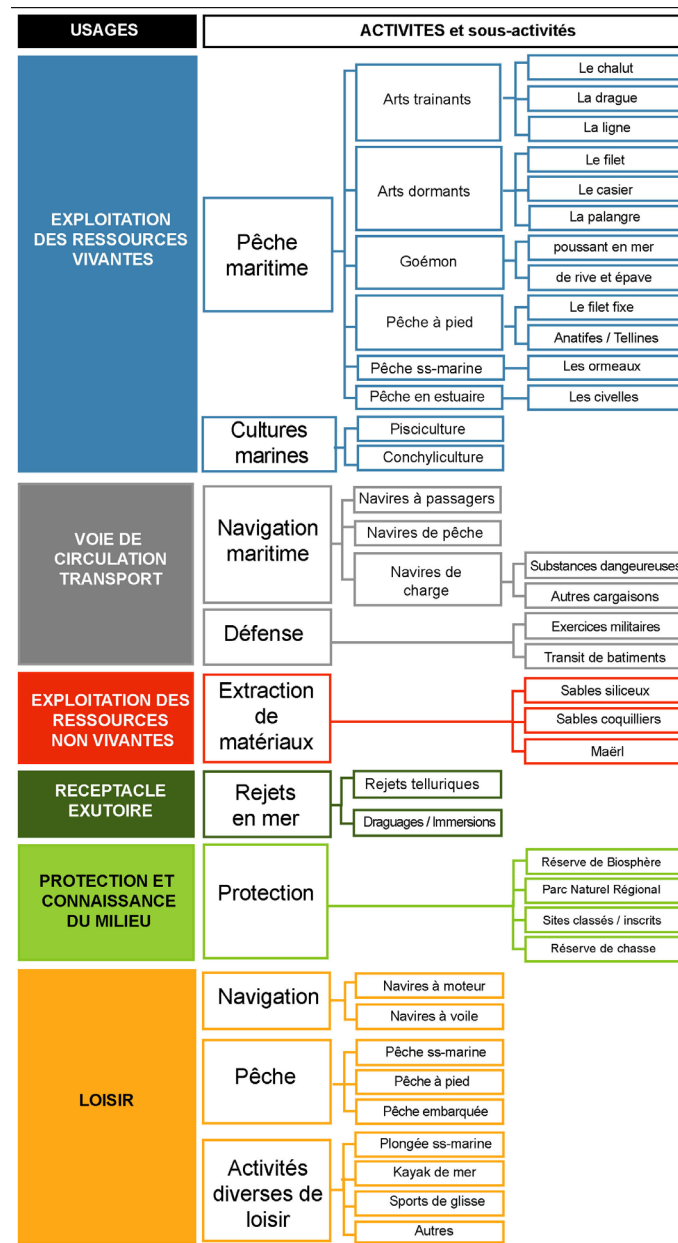 USAGES
ACTIVITES et sous-activités
EXPLOITATION
DES RESSOURCES
VIVANTES
Pêche
maritime
Arts trainants
Le chalut
La drague
La ligne
Arts dormants
Le filet
Le casier
La palangre
Goémon
poussant en mer
de rive et épave
Pêche à pied
Le filet fixe
Anatifes / Tellines
Pêche ss-marine
Les ormeaux
Pêche en estuaire
Les civelles
Cultures
marines
Pisciculture
Conchyliculture
VOIE DE
CIRCULATION
TRANSPORT
Navigation
maritime
Navires à passagers
Navires de pêche
Navires de
charge
Substances dangeureuses
Autres cargaisons
Défense
Exercices militaires
Transit de batiments
EXPLOITATION DES
RESSOURCES
NON VIVANTES
Extraction
de
matériaux
Sables siliceux
Sables coquilliers
Maërl
RECEPTACLE
EXUTOIRE
Rejets
en mer
Rejets telluriques
Draguages / Immersions
PROTECTION ET
CONNAISSANCE
DU MILIEU
Protection
Réserve de Biosphère
Parc Naturel Régional
Sites classés / inscrits
Réserve de chasse
LOISIR
Navigation
Navires à moteur
Navires à voile
Pêche
Pêche ss-marine
Pêche à pied
Pêche embarquée
Activités
diverses de
loisir
Plongée ss-marine
Kayak de mer
Sports de glisse
Autres